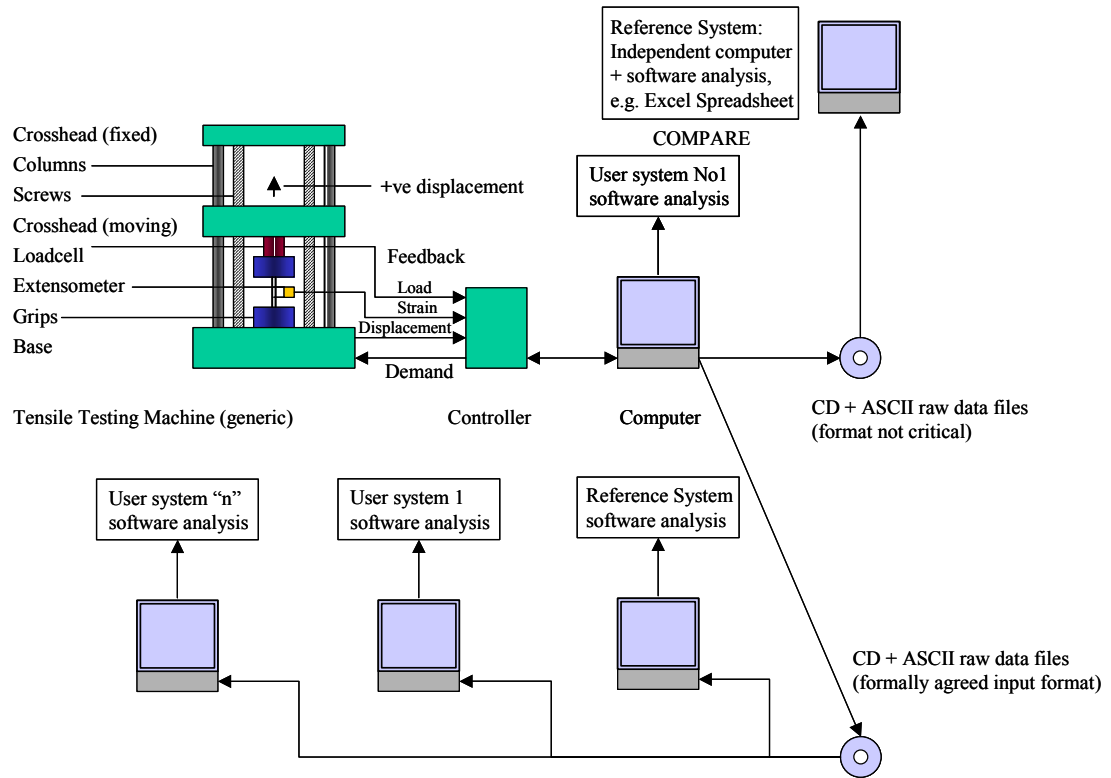 Reference System:
Independent computer
+ software analysis,
e.g. Excel Spreadsheet
COMPARE
User system No1
software analysis
Crosshead (fixed)
Columns
Screws
+ve displacement
Crosshead (moving)
Loadcell
Feedback
Extensometer
Load
Strain
Grips
Displacement
Base
Demand
Tensile Testing Machine (generic)
Controller
Computer
CD + ASCII raw data files
(format not critical)
User system “n”
software analysis
User system 1
software analysis
Reference System
software analysis
CD + ASCII raw data files
(formally agreed input format)